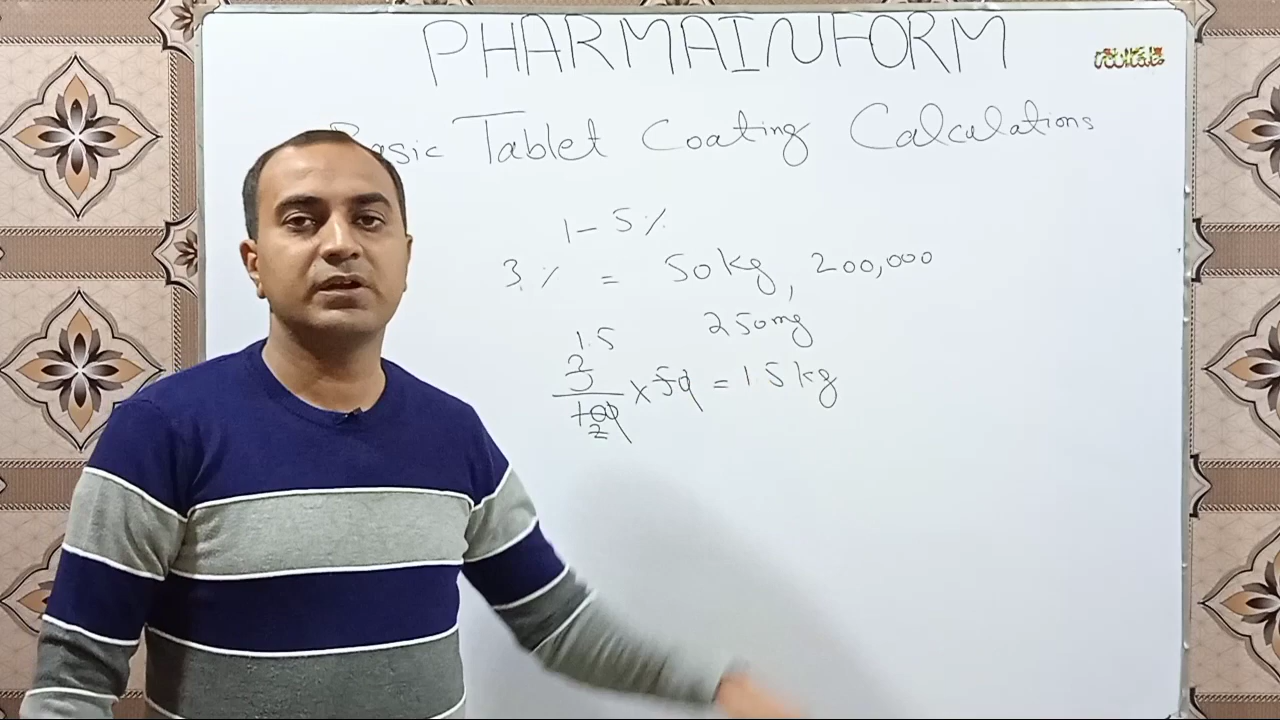 PHARMAINFORM
Basic Tablet Coating Calculations
1-5%
3% = 50kg, 200,000
250mg
1.5
3/100 x 50 = 1.5 kg
2